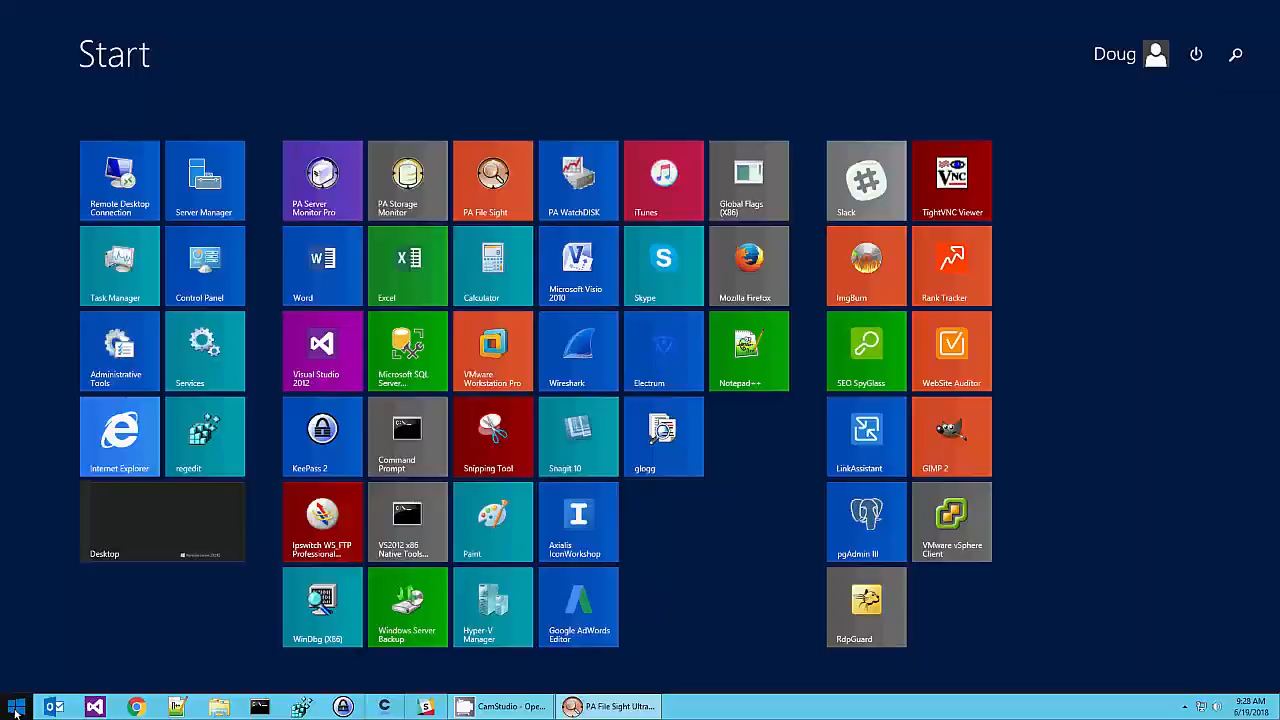 Start
Doug
Remote Desktop
Connection
Server Manager
PA Server
Monitor Pro
PA Storage
Monitor
PA File Sight
PA WatchDISK
iTunes
Global Flags
(X86)
Slack
TightVNC Viewer
VNC
Task Manager
Control Panel
Word
Excel
Calculator
Microsoft Visio
2010
Skype
Mozilla Firefox
ImgBurn
Rank Tracker
Administrative
Tools
Services
Visual Studio
2012
Microsoft SQL
Server...
VMware
Workstation Pro
Wireshark
Electrum
Notepad++
SEO SpyGlass
WebSite Auditor
Internet Explorer
regedit
KeePass 2
Command
Prompt
Snipping Tool
Snagit 10
glogg
LinkAssistant
GIMP 2
Desktop
Ipswitch WS_FTP
Professional...
VS2012 x86
Native Tools...
Paint
Axialis
IconWorkshop
pgAdmin III
VMware vSphere
Client
WinDbg (X86)
Windows Server
Backup
Hyper-V
Manager
Google AdWords
Editor
RdpGuard
CamStudio - Ope...
PA File Sight Ultra...
9:28 AM
6/19/2018